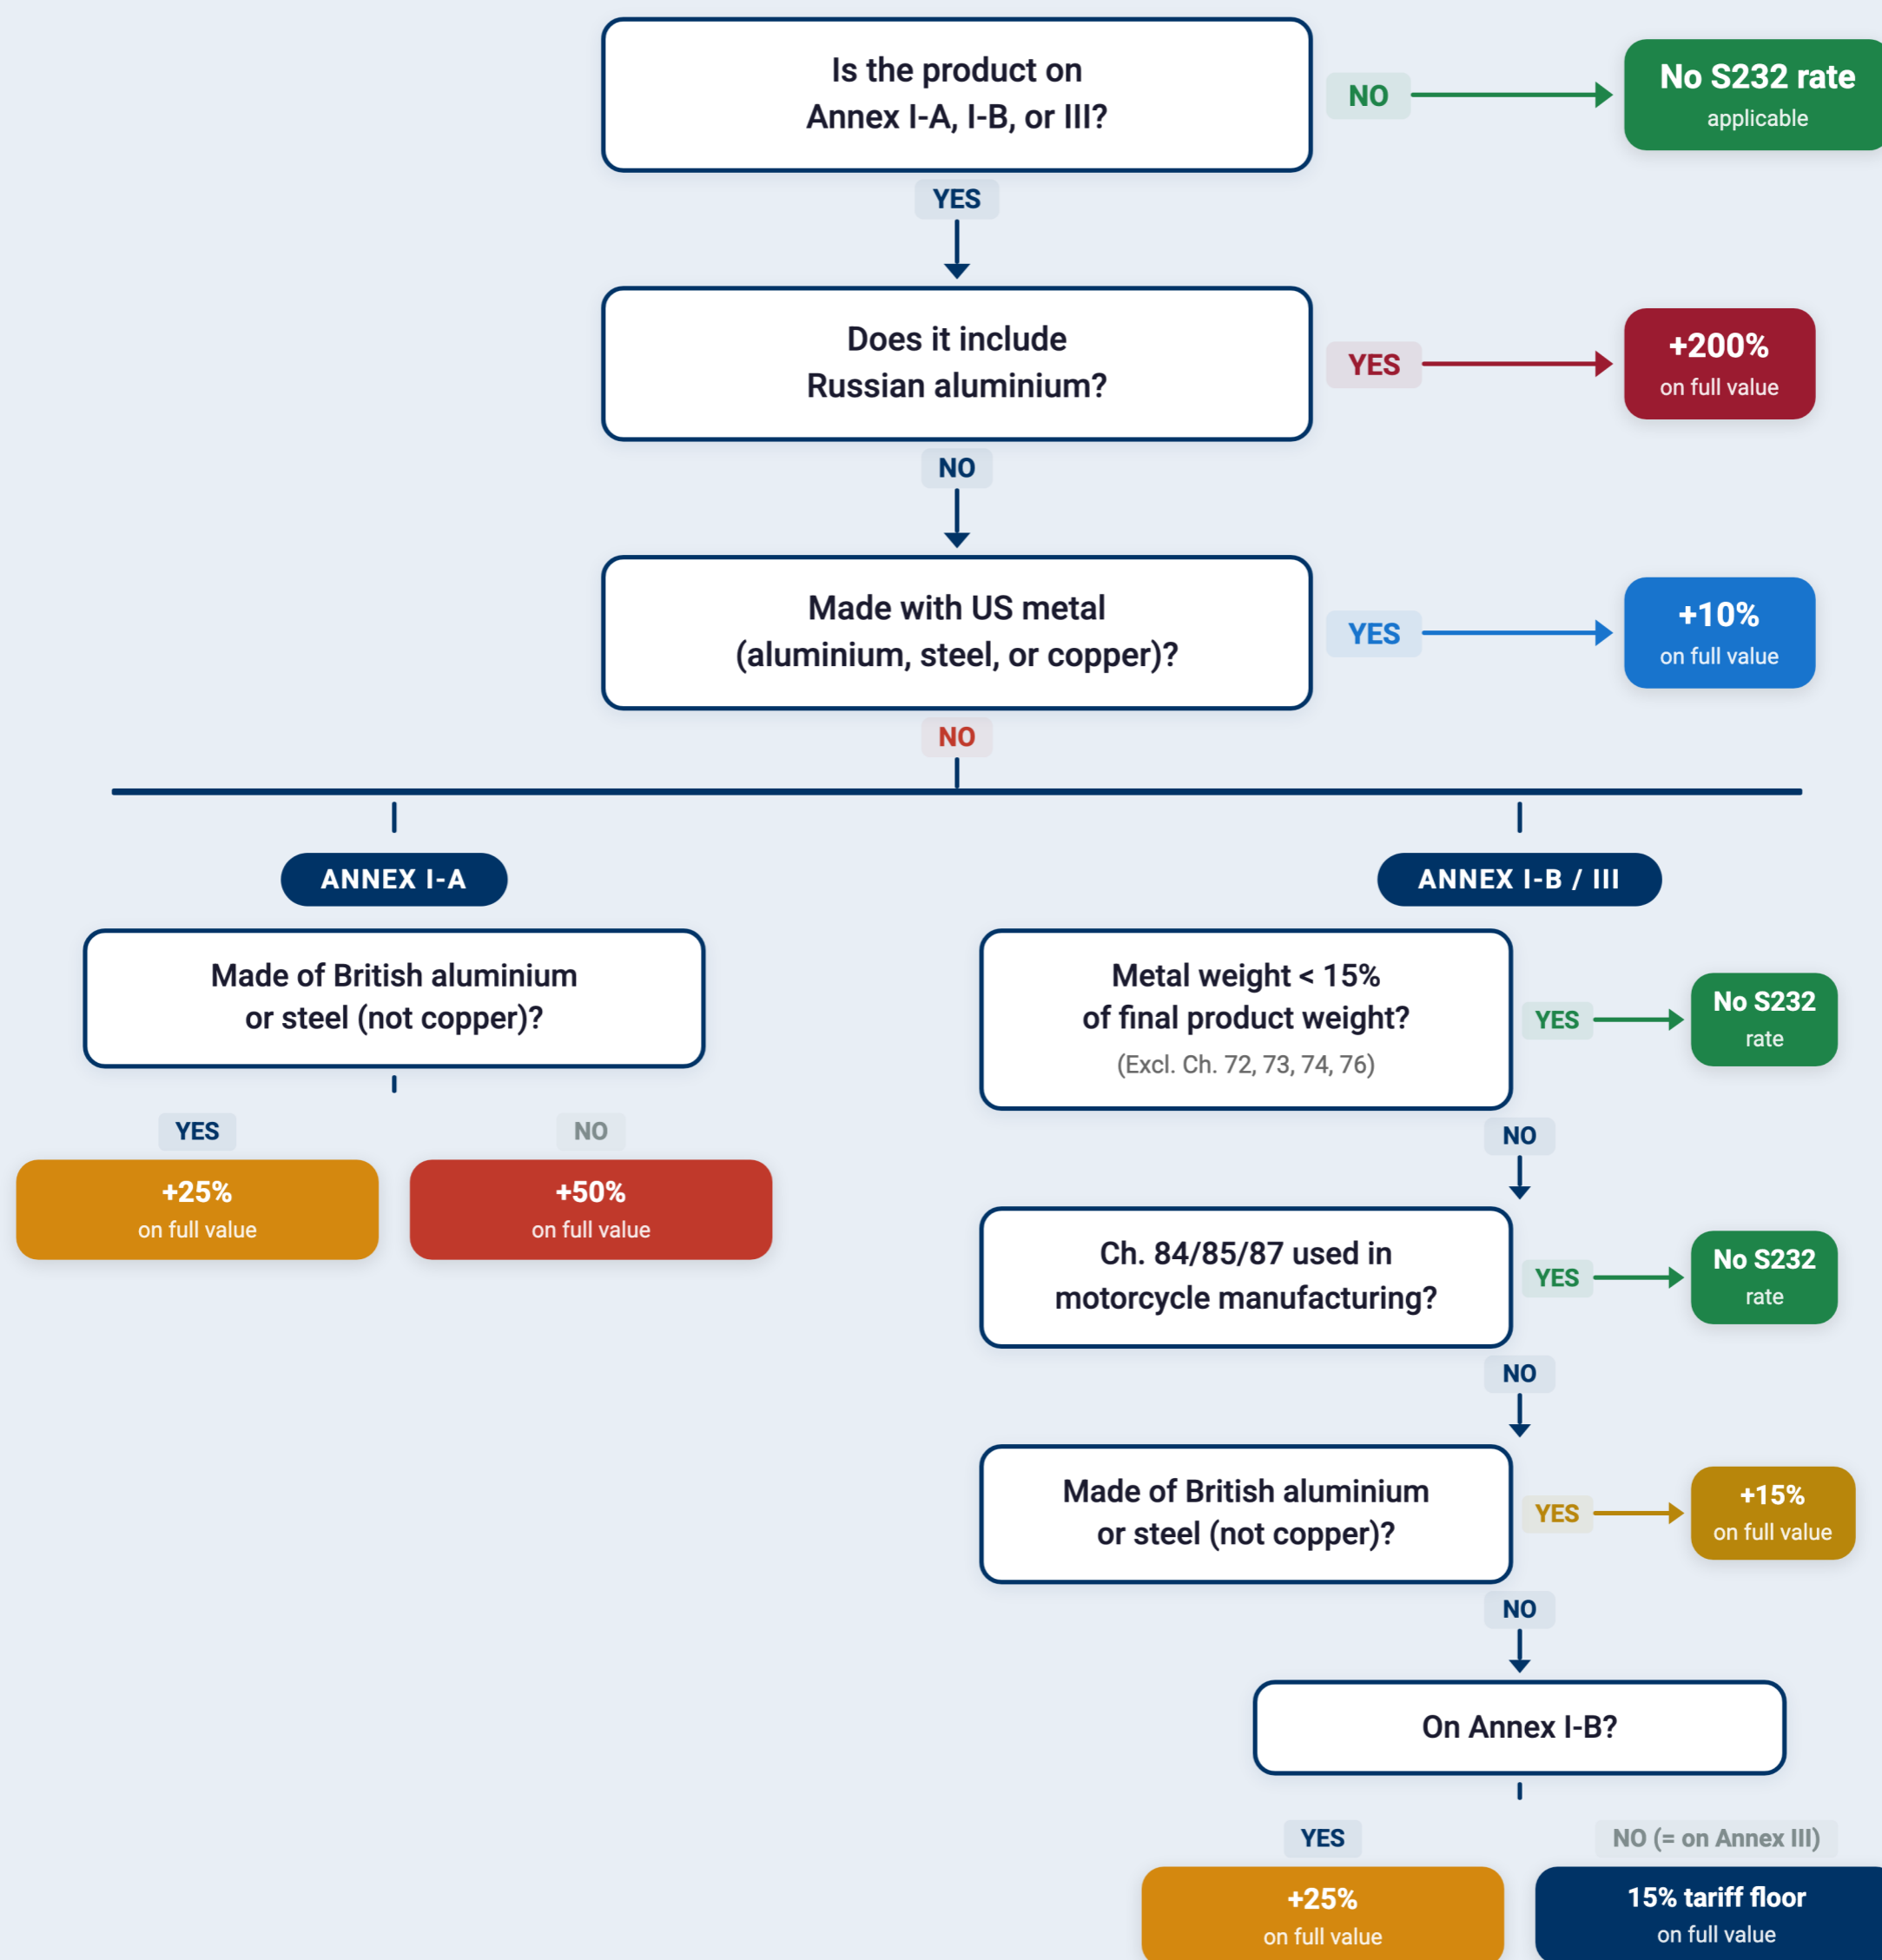 Is the product on
Annex I-A, I-B, or III?
NO
No S232 rate
applicable
YES
Does it include
Russian aluminium?
YES
+200%
on full value
NO
Made with US metal
(aluminium, steel, or copper)?
YES
+10%
on full value
NO
ANNEX I-A
Made of British aluminium
or steel (not copper)?
YES
+25%
on full value
NO
+50%
on full value
ANNEX I-B / III
Metal weight < 15%
of final product weight?
(Excl. Ch. 72, 73, 74, 76)
YES
No S232
rate
NO
Ch. 84/85/87 used in
motorcycle manufacturing?
YES
No S232
rate
NO
Made of British aluminium
or steel (not copper)?
YES
+15%
on full value
NO
On Annex I-B?
YES
+25%
on full value
NO (= on Annex III)
15% tariff floor
on full value